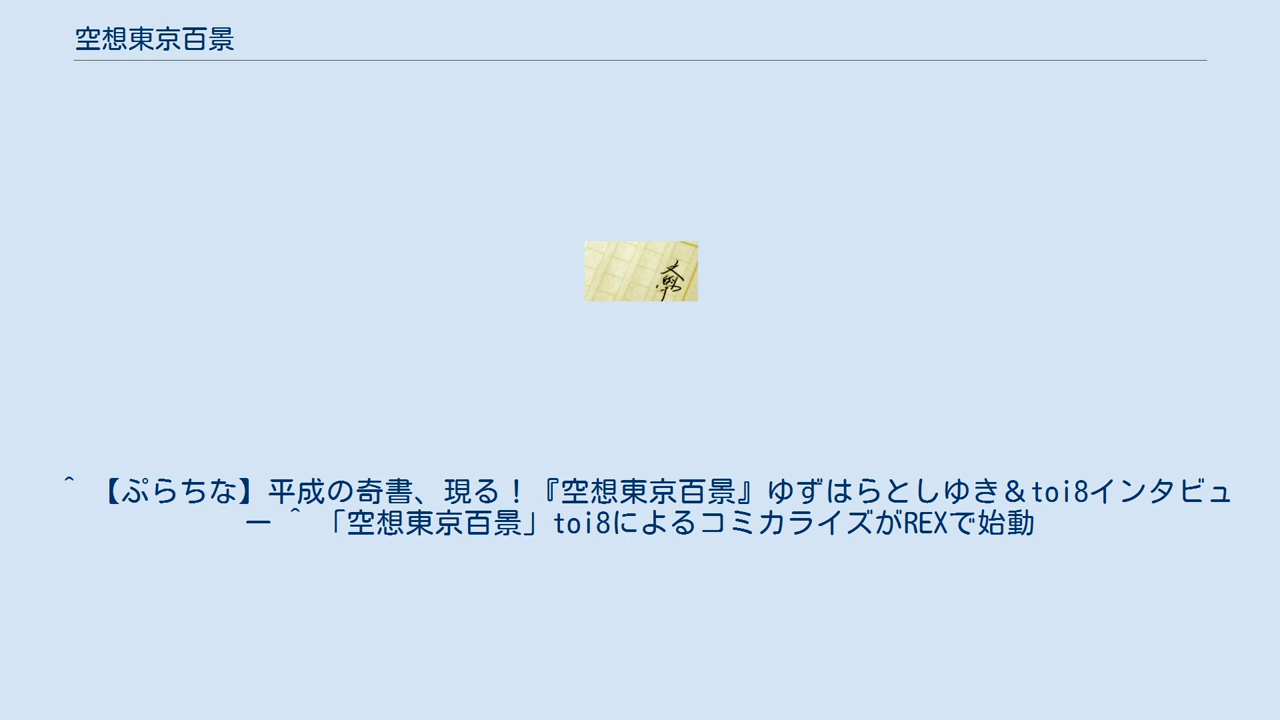 空想東京百景
^ 【ぷらちな】平成の奇書、現る！『空想東京百景』ゆずはらとしゆき＆toi8インタビュ
ー ^ 「空想東京百景」toi8によるコミカライズがREXで始動